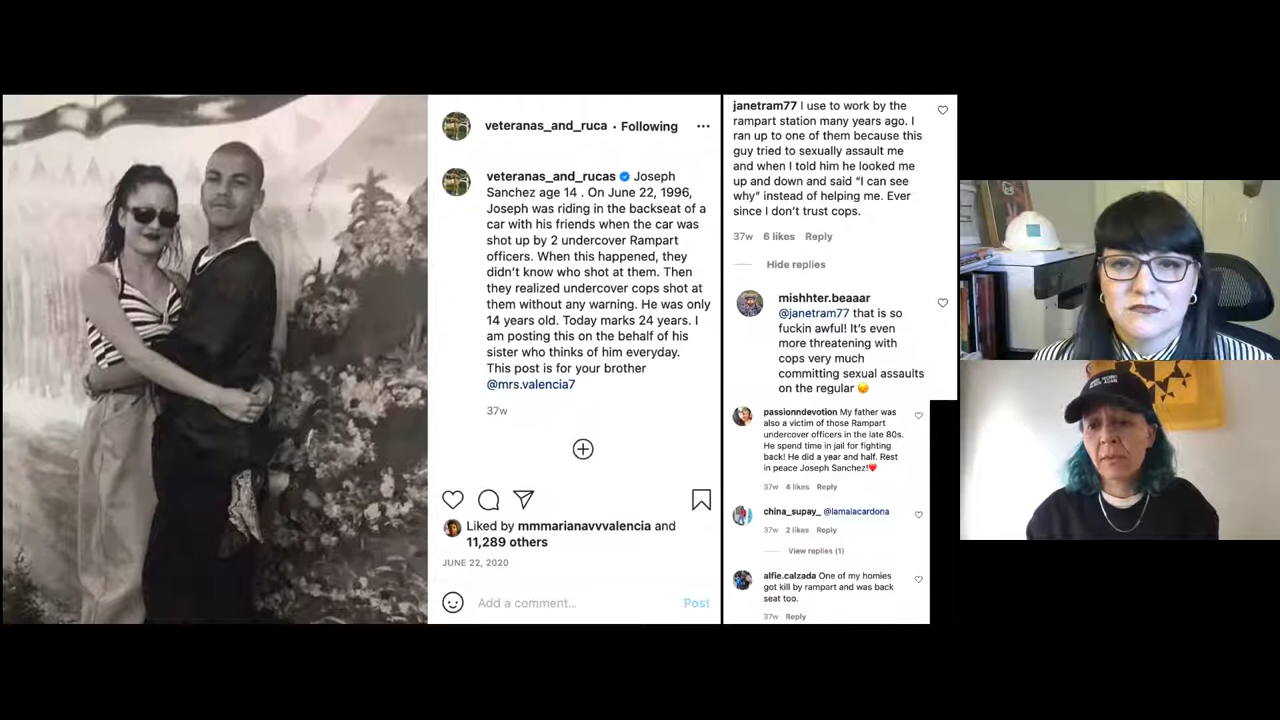 veteranas_and_ruca • Following
veteranas_and_rucas Joseph
Sanchez age 14 . On June 22, 1996,
Joseph was riding in the backseat of a
car with his friends when the car was
shot up by 2 undercover Rampart
officers. When this happened, they
didn't know who shot at them. Then
they realized undercover cops shot at
them without any warning. He was only
14 years old. Today marks 24 years. I
am posting this on the behalf of his
sister who thinks of him everyday.
This post is for your brother
@mrs.valencia7
37w
Liked by mmmarianavvvalencia and
11,289 others
JUNE 22, 2020
Add a comment... Post
janetram77 I use to work by the
rampart station many years ago. I
ran up to one of them because this
guy tried to sexually assault me
and when I told him he looked me
up and down and said "I can see
why" instead of helping me. Ever
since I don't trust cops.
37w 6 likes Reply
Hide replies
mishhter.beaaar
@janetram77 that is so
fuckin awful! It's even
more threatening with
cops very much
committing sexual assaults
on the regular 😞
passionndevotion My father was
also a victim of those Rampart
undercover officers in the late 80s.
He spend time in jail for fighting
back! He did a year and half. Rest
in peace Joseph Sanchez!❤️
37w 4 likes Reply
china_supay_ @lamalacardona
37w 2 likes Reply
View replies (1)
alfie.calzada One of my homies
got kill by rampart and was back
seat too.
37w Reply